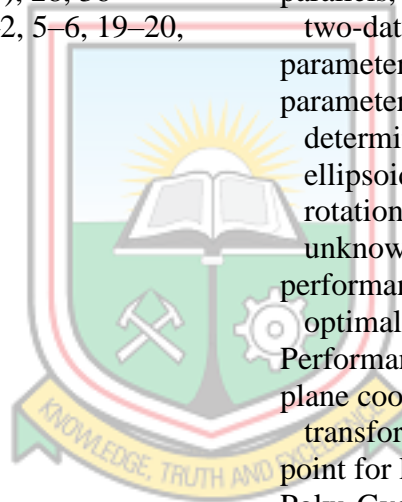 2, 5–6, 19–20,
two-dat
parameter
parameter
determi
ellipsoid
rotation
unknow
performan
optimal
Performan
plane coo
transfor
point for
KNOWLEDGE, TRUTH AND EXCELLENCE